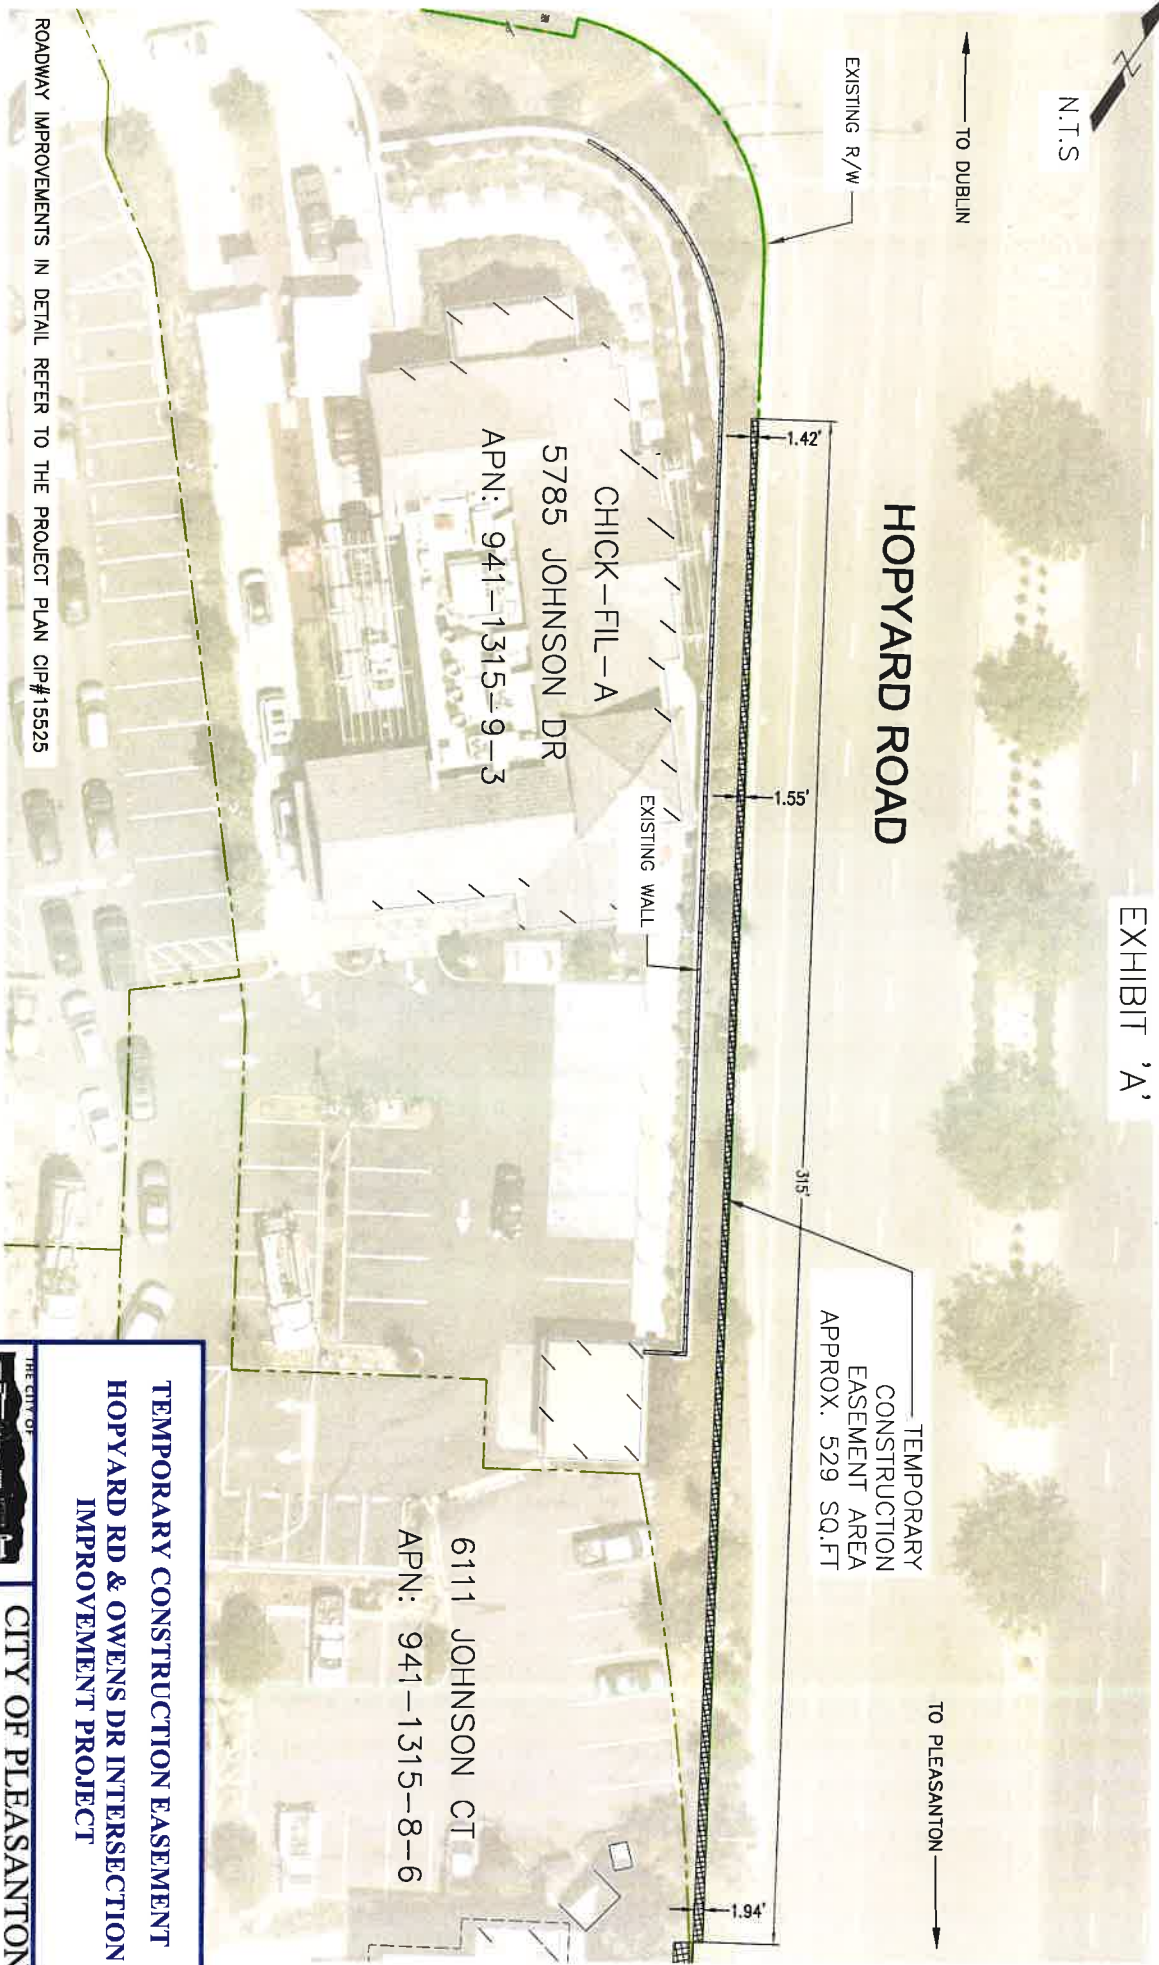 EXHIBIT 'A'
N.T.S
TO DUBLIN
TO PLEASANTON
HOPYARD ROAD
EXISTING R/W
1.42'
1.55'
315'
1.94'
TEMPORARY
CONSTRUCTION
EASEMENT AREA
APPROX. 529 SQ.FT
EXISTING WALL
CHICK-FIL-A
5785 JOHNSON DR
APN: 941-1315-9-3
6111 JOHNSON CT
APN: 941-1315-8-6
ROADWAY IMPROVEMENTS IN DETAIL REFER TO THE PROJECT PLAN CIP#15525
TEMPORARY CONSTRUCTION EASEMENT
HOPYARD RD & OWENS DR INTERSECTION
IMPROVEMENT PROJECT
THE CITY OF
CITY OF PLEASANTON